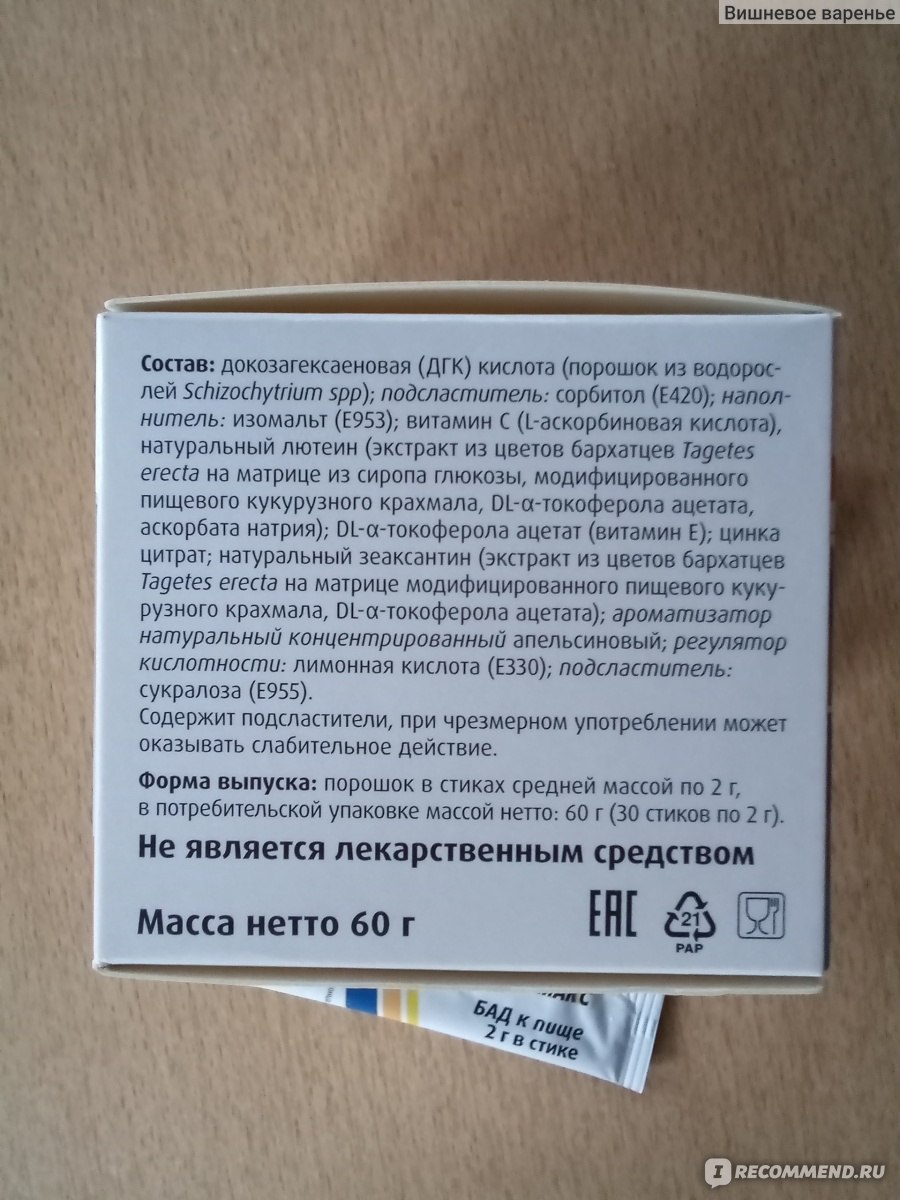 Вишневое варенье
Состав: докозагексаеновая (ДГК) кислота (порошок из водорос-
лей Schizochytrium spp); подсластитель: сорбитол (Е420); напол-
нитель: изомальт (Е953); витамин С (L-аскорбиновая кислота),
натуральный лютеин (экстракт из цветов бархатцев Tagetes
erecta на матрице из сиропа глюкозы, модифицированного
пищевого кукурузного крахмала, DL-α-токоферола ацетата,
аскорбата натрия); DL-α-токоферола ацетат (витамин Е); цинка
цитрат; натуральный зеаксантин (экстракт из цветов бархатцев
Tagetes erecta на матрице модифицированного пищевого куку-
рузного крахмала, DL-α-токоферола ацетата); ароматизатор
натуральный концентрированный апельсиновый; регулятор
кислотности: лимонная кислота (Е330); подсластитель:
сукралоза (Е955).
Содержит подсластители, при чрезмерном употреблении может
оказывать слабительное действие.
Форма выпуска: порошок в стиках средней массой по 2 г,
в потребительской упаковке массой нетто: 60 г (30 стиков по 2 г).
Не является лекарственным средством
Масса нетто 60 г
EAC
21
PAP
БАД к пище
2 г в стике
IRECOMMEND.RU